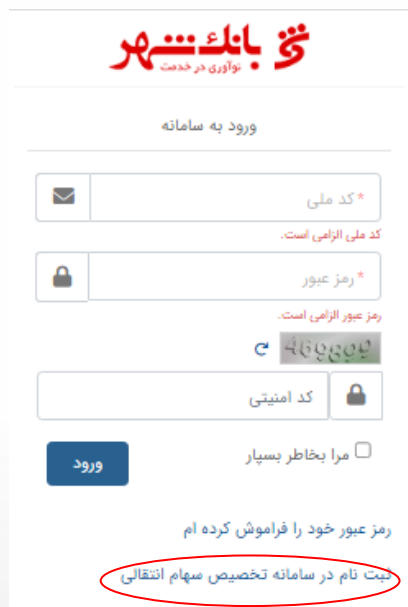 بانک شهر
نوآوری در خدمت
ورود به سامانه
* کد ملی
کد ملی الزامی است.
* رمز عبور
رمز عبور الزامی است.
469899
کد امنیتی
مرا بخاطر بسپار
ورود
رمز عبور خود را فراموش کرده ام
ثبت نام در سامانه تخصیص سهام انتقالی